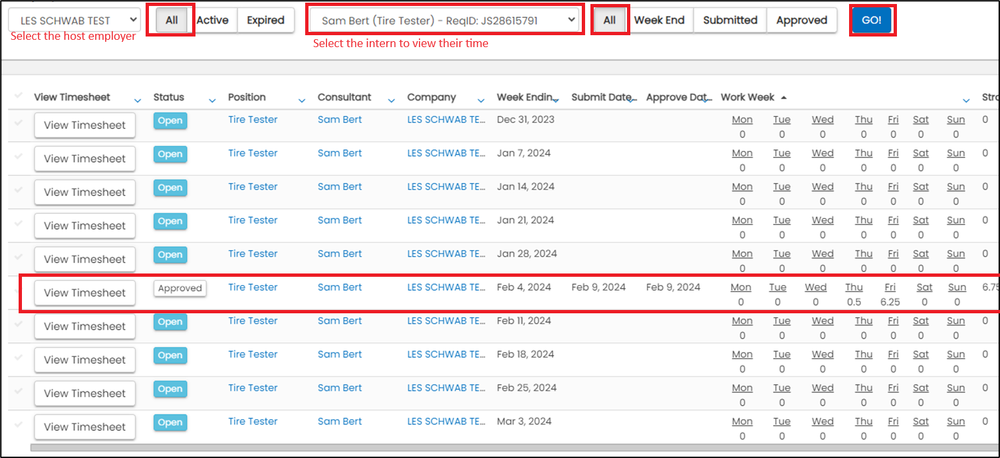 LES SCHWAB TEST All Active Expired Sam Bert (Tire Tester) - ReqID: JS28615791 All Week End Submitted Approved GO!
Select the host employer
Select the intern to view their time
View Timesheet Status Position Consultant Company Week Endin... Submit Date... Approve Dat... Work Week
View Timesheet Open Tire Tester Sam Bert LES SCHWAB TE... Dec 31, 2023 Mon Tue Wed Thu Fri Sat Sun 0
0 0 0 0 0 0 0
View Timesheet Open Tire Tester Sam Bert LES SCHWAB TE... Jan 7, 2024 Mon Tue Wed Thu Fri Sat Sun 0
0 0 0 0 0 0 0
View Timesheet Open Tire Tester Sam Bert LES SCHWAB TE... Jan 14, 2024 Mon Tue Wed Thu Fri Sat Sun 0
0 0 0 0 0 0 0
View Timesheet Open Tire Tester Sam Bert LES SCHWAB TE... Jan 21, 2024 Mon Tue Wed Thu Fri Sat Sun 0
0 0 0 0 0 0 0
View Timesheet Open Tire Tester Sam Bert LES SCHWAB TE... Jan 28, 2024 Mon Tue Wed Thu Fri Sat Sun 0
0 0 0 0 0 0 0
View Timesheet Approved Tire Tester Sam Bert LES SCHWAB TE... Feb 4, 2024 Feb 9, 2024 Feb 9, 2024 Mon Tue Wed Thu Fri Sat Sun 6.75
0 0 0 0.5 6.25 0 0
View Timesheet Open Tire Tester Sam Bert LES SCHWAB TE... Feb 11, 2024 Mon Tue Wed Thu Fri Sat Sun 0
0 0 0 0 0 0 0
View Timesheet Open Tire Tester Sam Bert LES SCHWAB TE... Feb 18, 2024 Mon Tue Wed Thu Fri Sat Sun 0
0 0 0 0 0 0 0
View Timesheet Open Tire Tester Sam Bert LES SCHWAB TE... Feb 25, 2024 Mon Tue Wed Thu Fri Sat Sun 0
0 0 0 0 0 0 0
View Timesheet Open Tire Tester Sam Bert LES SCHWAB TE... Mar 3, 2024 Mon Tue Wed Thu Fri Sat Sun 0
0 0 0 0 0 0 0